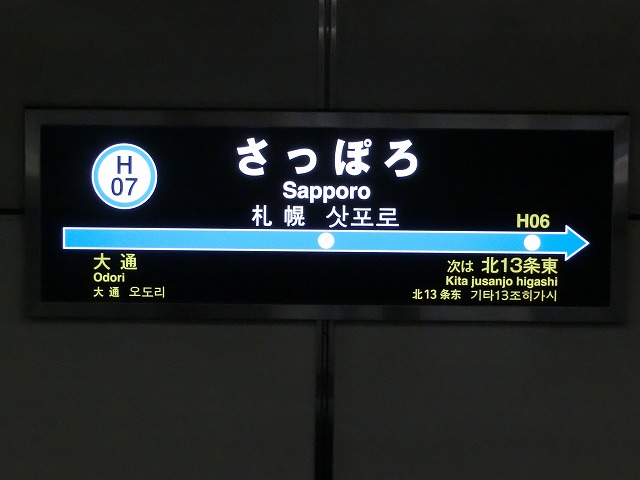 H
07
さっぽろ
Sapporo
札幌 삿포로
H06
大通
Odori
大通 오도리
次は 北13条東
Kita jusanjo higashi
北13条东 기타13조히가시